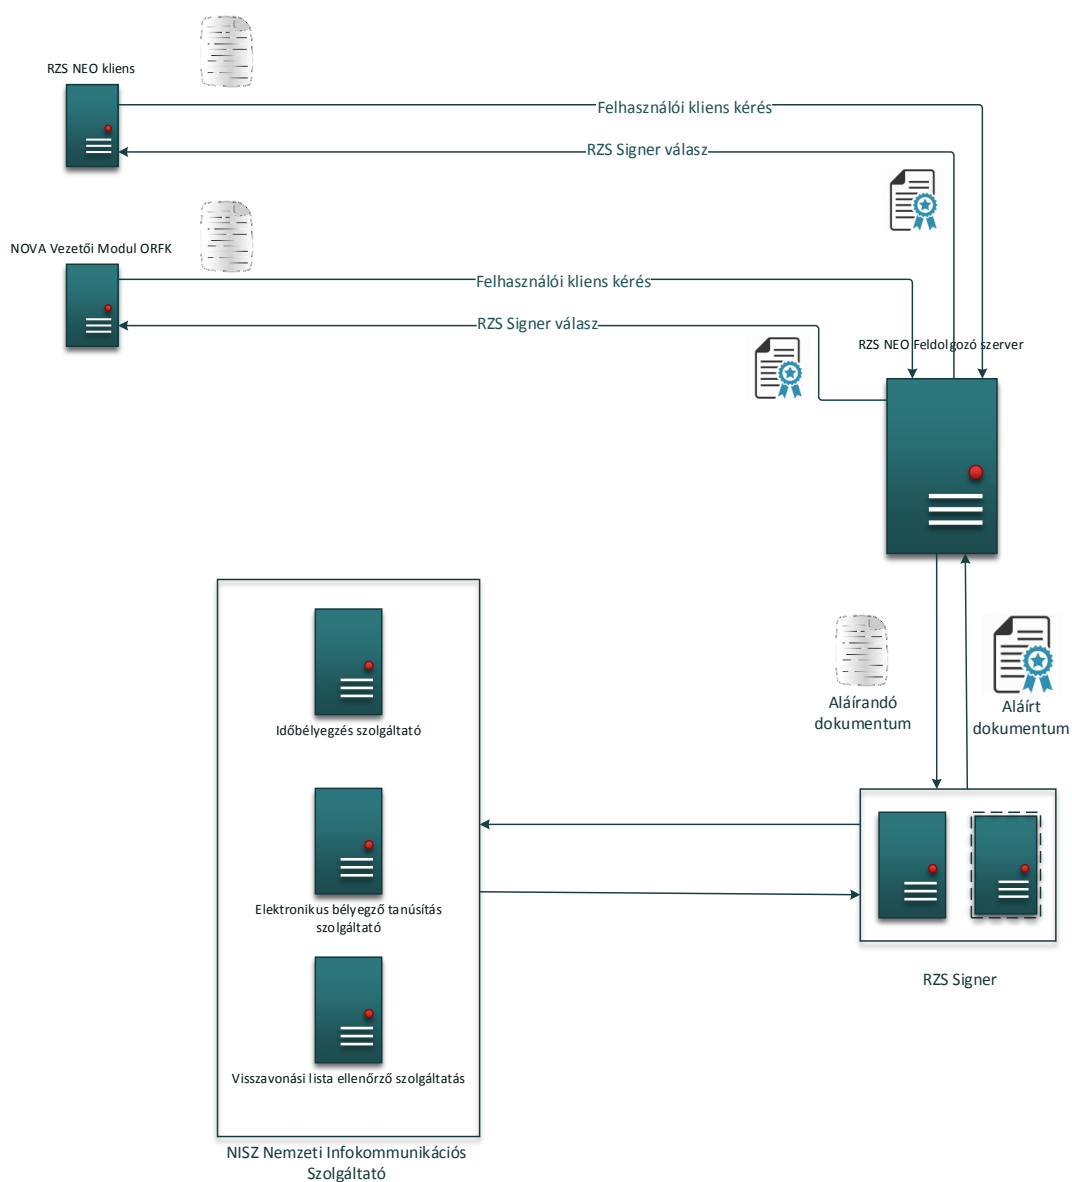 RZS NEO kliens
Felhasználói kliens kérés
RZS Signer válasz
NOVA Vezetői Modul ORFK
Felhasználói kliens kérés
RZS Signer válasz
RZS NEO Feldolgozó szerver
Aláírandó
dokumentum
Aláírt
dokumentum
Időbélyegzés szolgáltató
Elektronikus bélyegző tanúsítás
szolgáltató
RZS Signer
Visszavonási lista ellenőrző szolgáltatás
NISZ Nemzeti Infokommunikációs
Szolgáltató